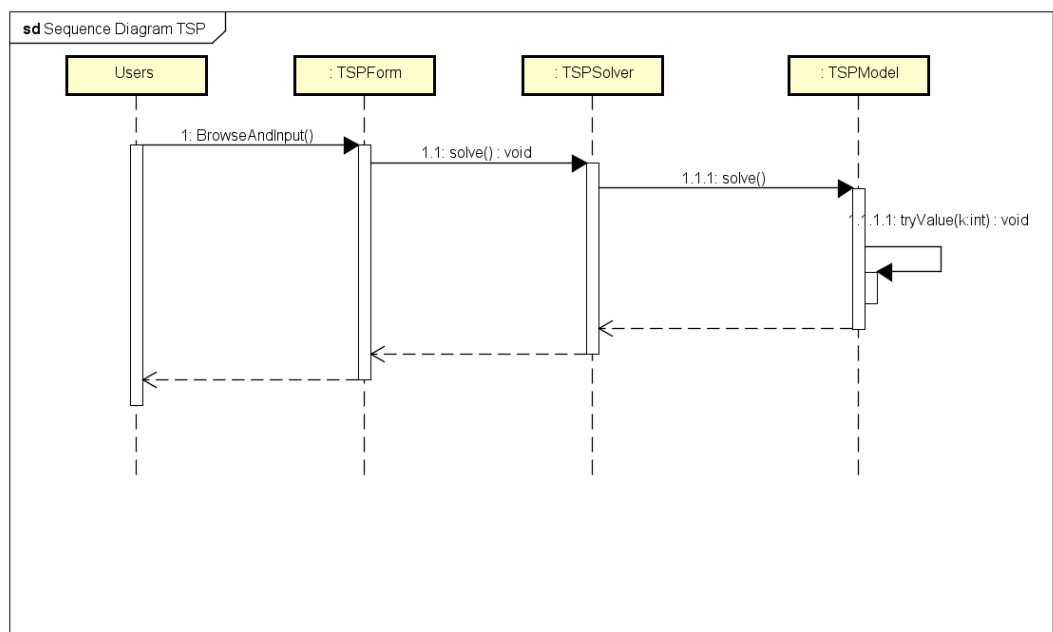 sd Sequence Diagram TSP
Users
: TSPForm
: TSPSolver
: TSPModel
1: BrowseAndInput()
1.1: solve() : void
1.1.1: solve()
1.1.1.1: tryValue(k:int) : void